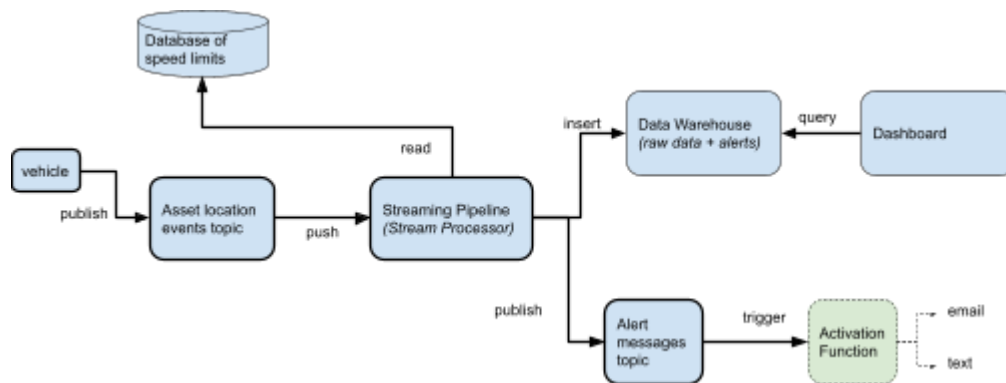 Database of
speed limits
read
vehicle
publish
Asset location
events topic
push
Streaming Pipeline
(Stream Processor)
insert
Data Warehouse
(raw data + alerts)
query
Dashboard
publish
Alert
messages
topic
trigger
Activation
Function
email
text